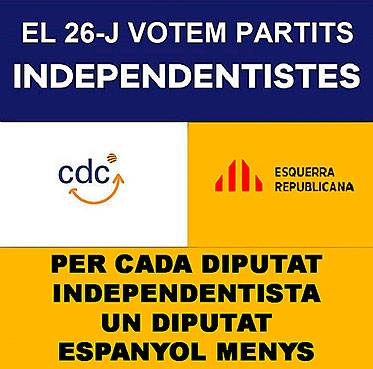 EL 26-J VOTEM PARTITS
INDEPENDENTISTES
cdc
ESQUERRA
REPUBLICANA
PER CADA DIPUTAT
INDEPENDENTISTA
UN DIPUTAT
ESPANYOL MENYS